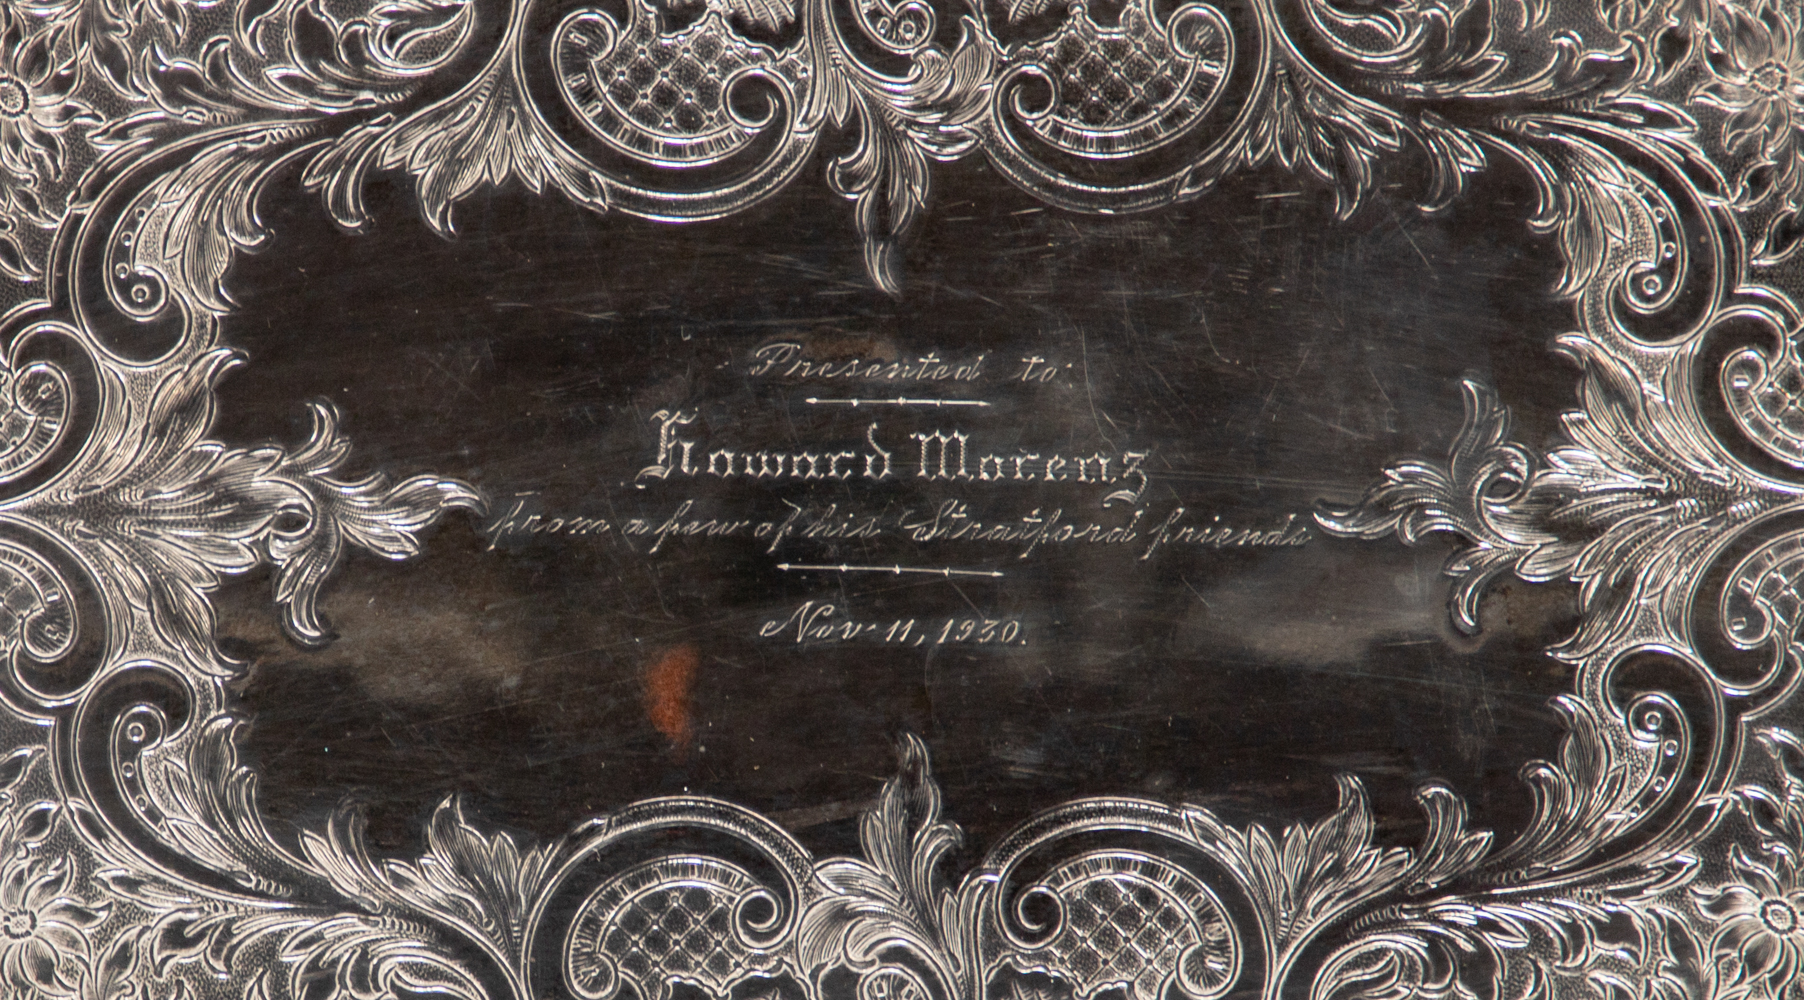 Presented to:
Howard Morenz
from a few of his Stratford friends
Nov. 11, 1930.